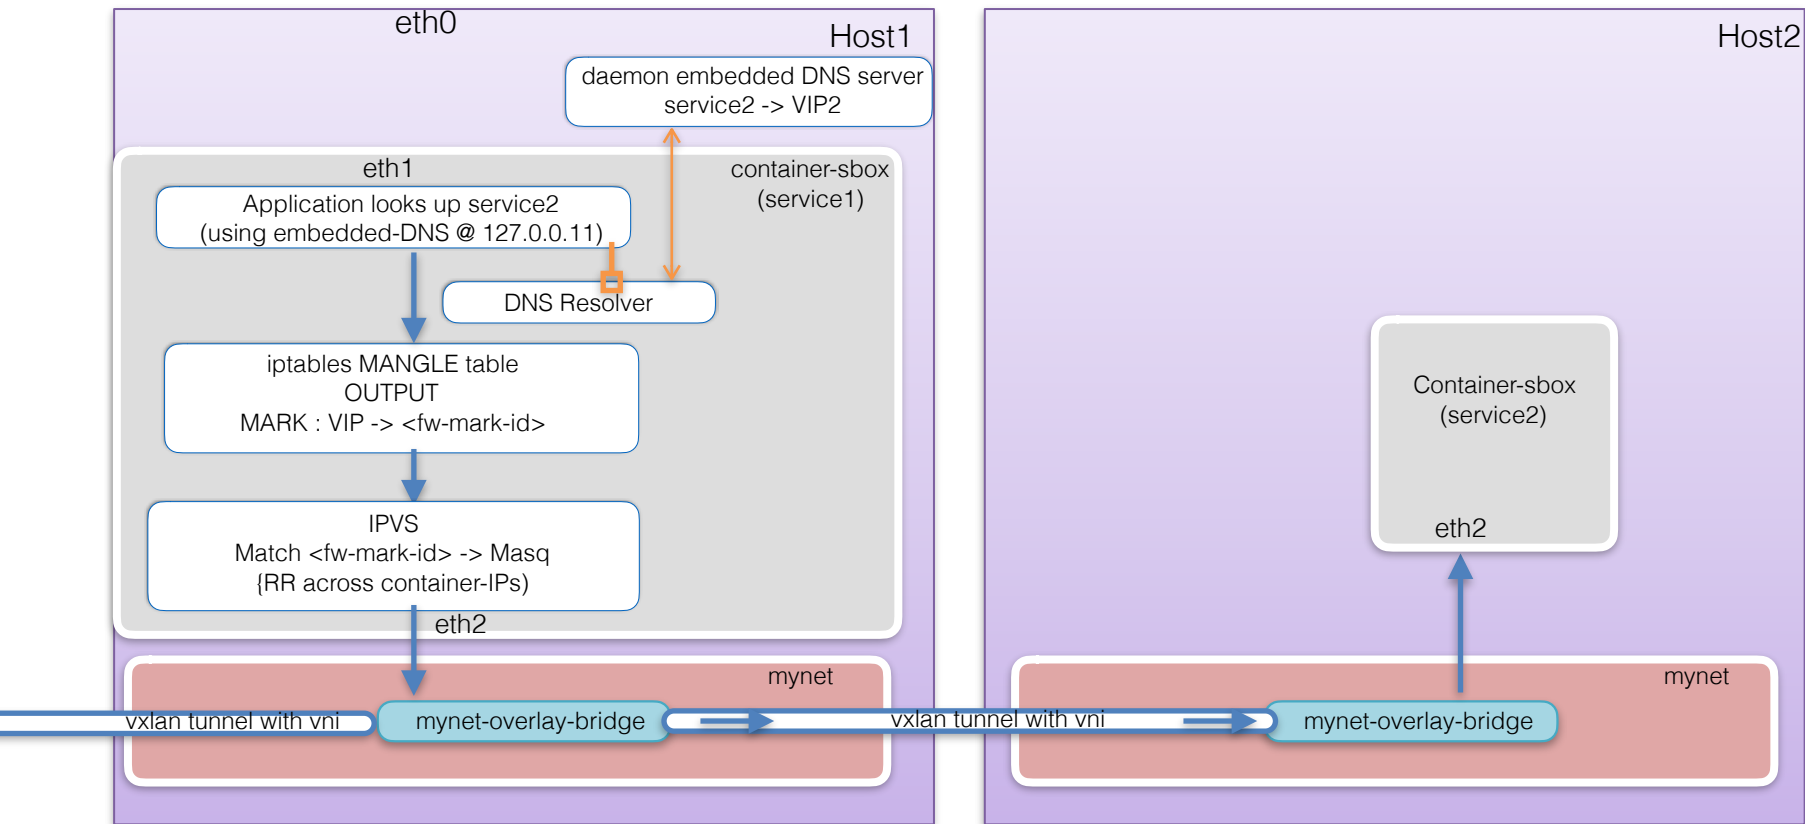 eth0
Host1
Host2
daemon embedded DNS server
service2 -> VIP2
eth1
container-sbox
(service1)
Application looks up service2
(using embedded-DNS @ 127.0.0.11)
DNS Resolver
iptables MANGLE table
OUTPUT
MARK : VIP -> <fw-mark-id>
IPVS
Match <fw-mark-id> -> Masq
{RR across container-IPs)
eth2
Container-sbox
(service2)
eth2
mynet
mynet
vxlan tunnel with vni
mynet-overlay-bridge
vxlan tunnel with vni
mynet-overlay-bridge